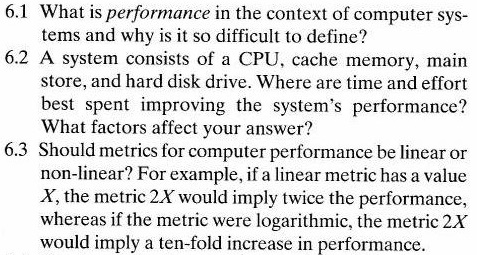 6.1 What is performance in the context of computer sys-
tems and why is it so difficult to define?
6.2 A system consists of a CPU, cache memory, main
store, and hard disk drive. Where are time and effort
best spent improving the system's performance?
What factors affect your answer?
6.3 Should metrics for computer performance be linear or
non-linear? For example, if a linear metric has a value
X, the metric 2X would imply twice the performance,
whereas if the metric were logarithmic, the metric 2X
would imply a ten-fold increase in performance.